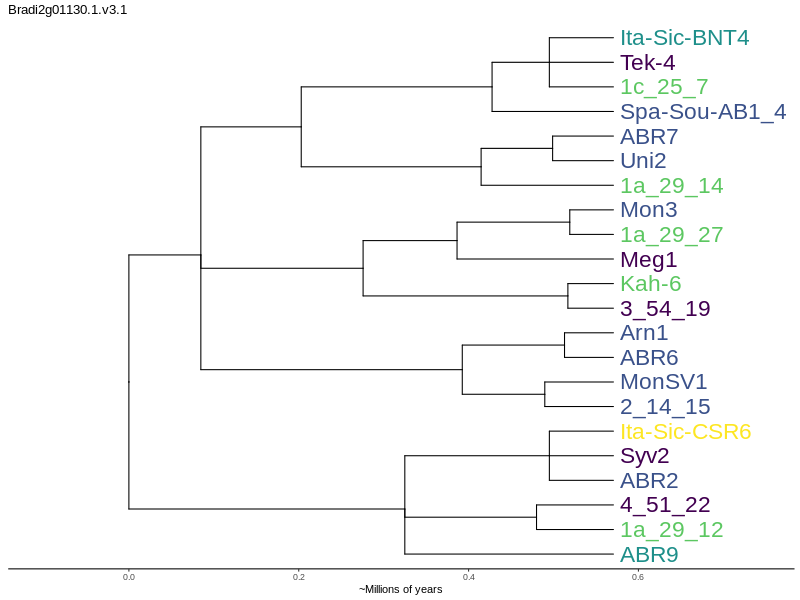 Bradi2g01130.1.v3.1
Ita-Sic-BNT4
Tek-4
1c_25_7
Spa-Sou-AB1_4
ABR7
Uni2
1a_29_14
Mon3
1a_29_27
Meg1
Kah-6
3_54_19
Arn1
ABR6
MonSV1
2_14_15
Ita-Sic-CSR6
Syv2
ABR2
4_51_22
1a_29_12
ABR9
0.0 0.2 0.4 0.6
~Millions of years